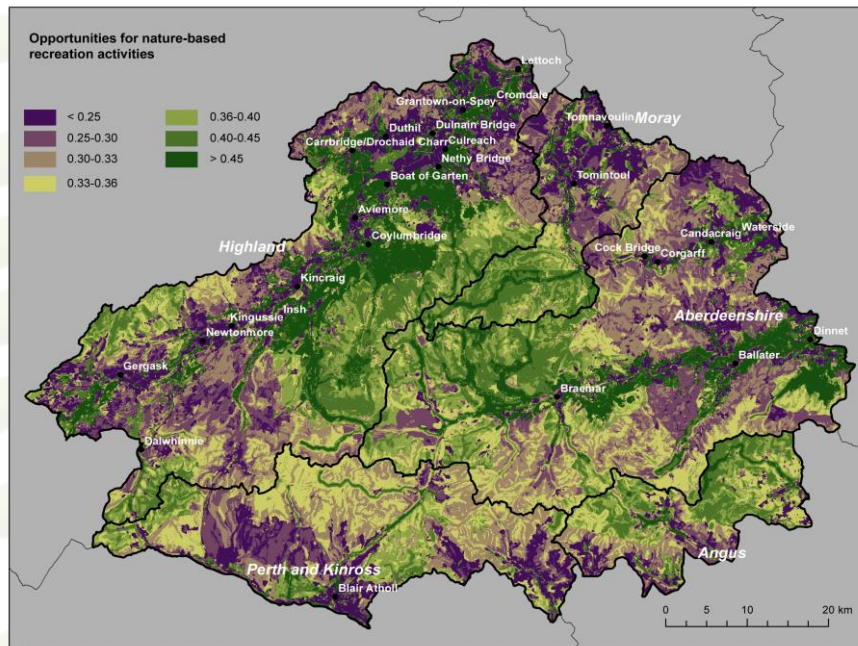 Opportunities for nature-based
recreation activities
< 0.25
0.25-0.30
0.30-0.33
0.33-0.36
0.36-0.40
0.40-0.45
> 0.45
Lettoch
Cromdale
Grantown-on-Spey
Tomnavoulin
Moray
Duthil
Dulnain Bridge
Carrbridge/Drochaid Charr
Culreach
Nethy Bridge
Boat of Garten
Tomintoul
Aviemore
Candacraig
Waterside
Highland
Coylumbridge
Cock Bridge
Corgarff
Kincraig
Insh
Kingussie
Newtonmore
Aberdeenshire
Dinnet
Ballater
Gergask
Braemar
Dalwhinnie
Angus
Perth and Kinross
Blair Atholl
0 5 10 20 km